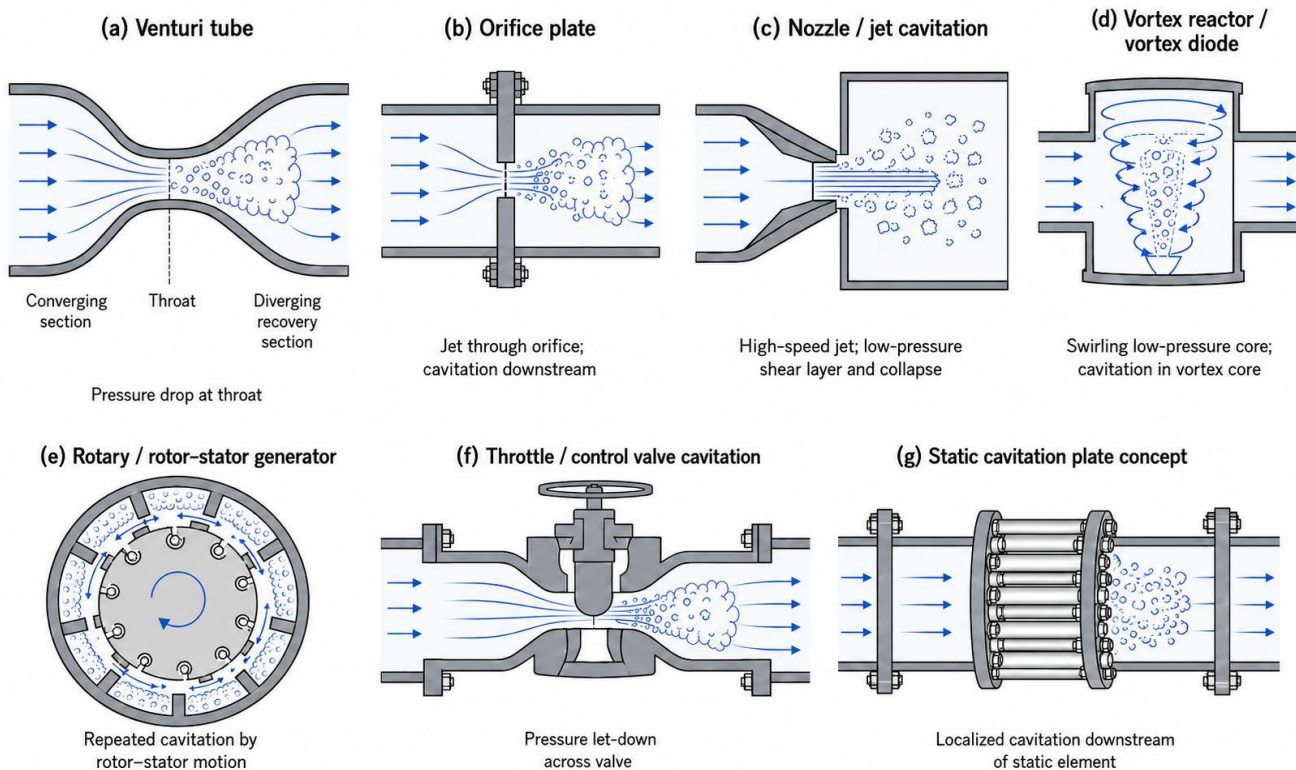 (a) Venturi tube
Converging
section
Throat
Diverging
recovery
section
Pressure drop at throat
(b) Orifice plate
Jet through orifice;
cavitation downstream
(c) Nozzle / jet cavitation
High-speed jet; low-pressure
shear layer and collapse
(d) Vortex reactor /
vortex diode
Swirling low-pressure core;
cavitation in vortex core
(e) Rotary / rotor–stator generator
Repeated cavitation by
rotor–stator motion
(f) Throttle / control valve cavitation
Pressure let-down
across valve
(g) Static cavitation plate concept
Localized cavitation downstream
of static element